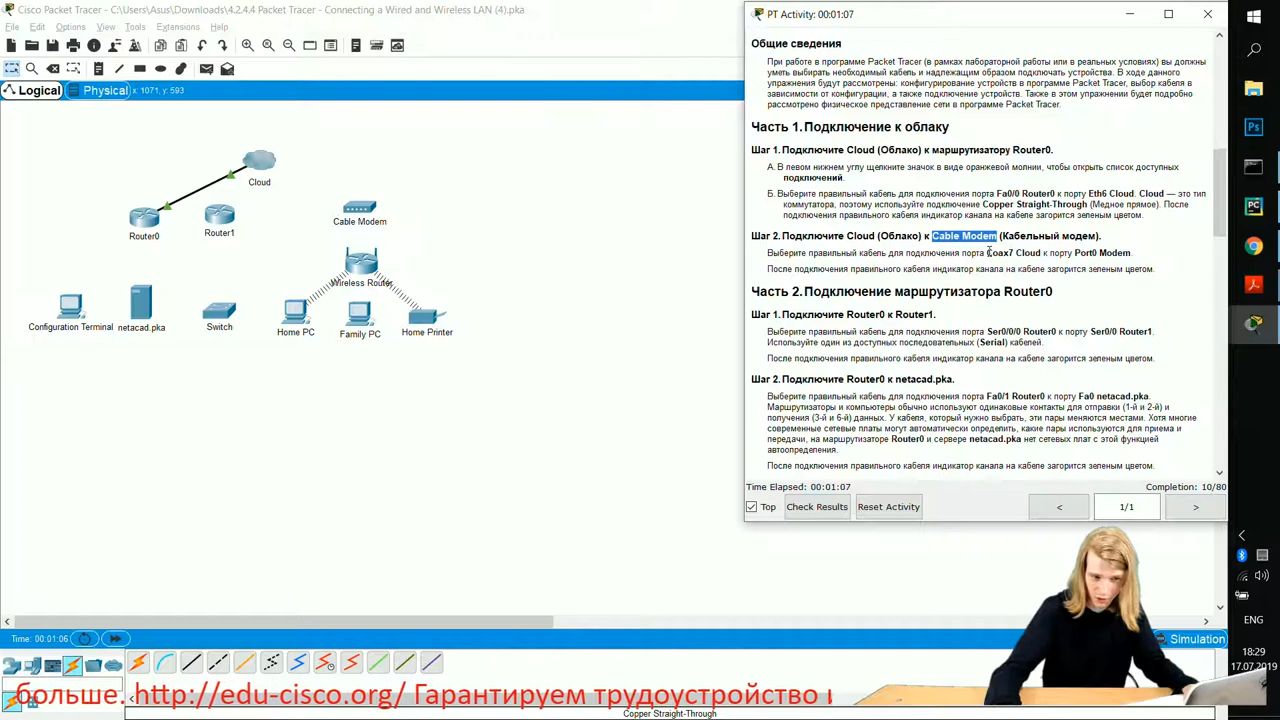 Cisco Packet Tracer - C:\Users\Asus\Downloads\4.2.4.4 Packet Tracer - Connecting a Wired and Wireless LAN (4).pka
File Edit Options View Tools Extensions Help
Logical Physical x: 1071, y: 593
Cloud
Router0
Router1
Cable Modem
Wireless Router
Configuration Terminal
netacad.pka
Switch
Home PC
Family PC
Home Printer
PT Activity: 00:01:07
Общие сведения
При работе в программе Packet Tracer (в рамках лабораторной работы или в реальных условиях) вы должны
уметь выбирать необходимый кабель и надлежащим образом подключать устройства. В ходе данного
упражнения будут рассмотрены: конфигурирование устройств в программе Packet Tracer, выбор кабеля в
зависимости от конфигурации, а также подключение устройств. Также в этом упражнении будет подробно
рассмотрено физическое представление сети в программе Packet Tracer.
Часть 1. Подключение к облаку
Шаг 1. Подключите Cloud (Облако) к маршрутизатору Router0.
А. В левом нижнем углу щелкните значок в виде оранжевой молнии, чтобы открыть список доступных
подключений.
Б. Выберите правильный кабель для подключения порта Fa0/0 Router0 к порту Eth6 Cloud. Cloud — это тип
коммутатора, поэтому используйте подключение Copper Straight-Through (Медное прямое). После
подключения правильного кабеля индикатор канала на кабеле загорится зеленым цветом.
Шаг 2. Подключите Cloud (Облако) к Cable Modem (Кабельный модем).
Выберите правильный кабель для подключения порта Coax7 Cloud к порту Port0 Modem.
После подключения правильного кабеля индикатор канала на кабеле загорится зеленым цветом.
Часть 2. Подключение маршрутизатора Router0
Шаг 1. Подключите Router0 к Router1.
Выберите правильный кабель для подключения порта Ser0/0/0 Router0 к порту Ser0/0 Router1.
Используйте один из доступных последовательных (Serial) кабелей.
После подключения правильного кабеля индикатор канала на кабеле загорится зеленым цветом.
Шаг 2. Подключите Router0 к netacad.pka.
Выберите правильный кабель для подключения порта Fa0/1 Router0 к порту Fa0 netacad.pka.
Маршрутизаторы и компьютеры обычно используют одинаковые контакты для отправки (1-й и 2-й) и
получения (3-й и 6-й) данных. У кабеля, который нужно выбрать, эти пары меняются местами. Хотя многие
современные сетевые платы могут автоматически определить, какие пары используются для приема и
передачи, на маршрутизаторе Router0 и сервере netacad.pka нет сетевых плат с этой функцией
автоопределения.
После подключения правильного кабеля индикатор канала на кабеле загорится зеленым цветом.
Time Elapsed: 00:01:07 Completion: 10/80
Top Check Results Reset Activity < 1/1 >
Time: 00:01:06
Simulation
больше. http://edu-cisco.org/ Гарантируем трудоустройство
Copper Straight-Through
Ps
PC
ENG
18:29
17.07.2019